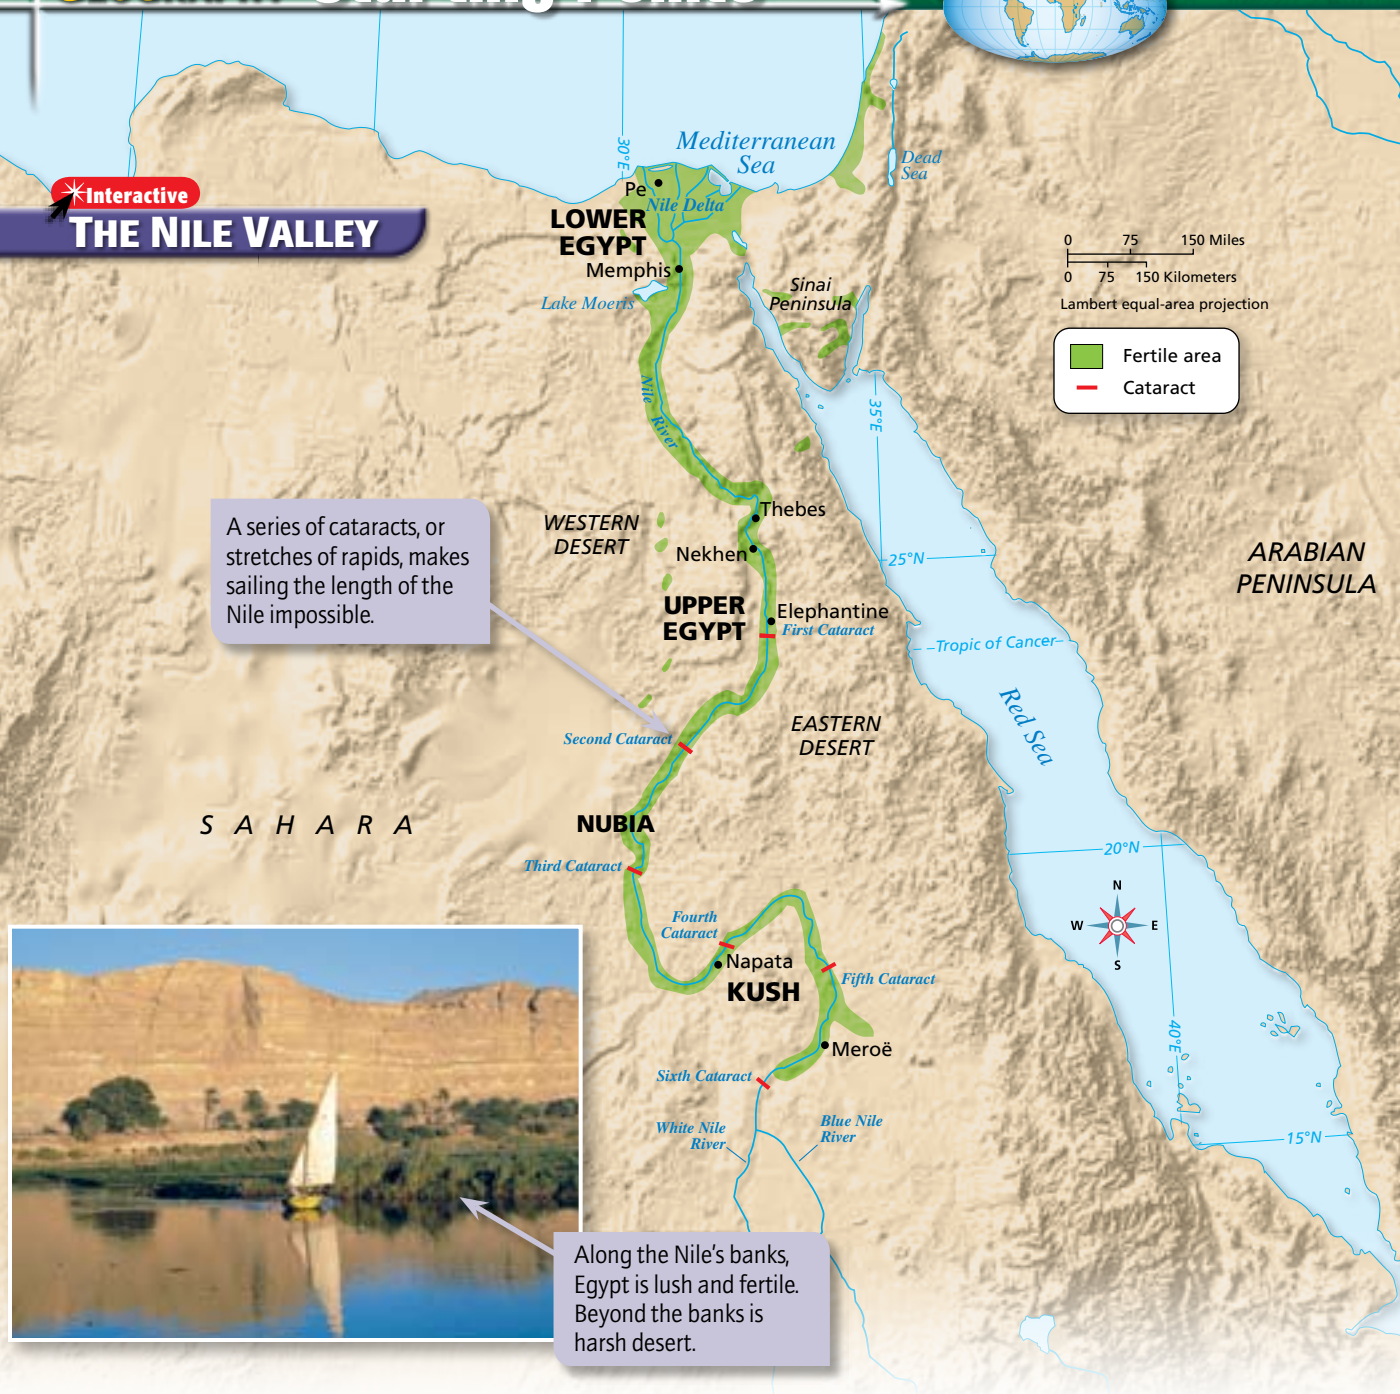 GEOGRAPHY Starting Points
Interactive
THE NILE VALLEY
Mediterranean
Sea
30°E
Dead
Sea
Pe
Nile Delta
LOWER
EGYPT
Memphis
Lake Moeris
Sinai
Peninsula
0 75 150 Miles
0 75 150 Kilometers
Lambert equal-area projection
Fertile area
Cataract
Nile River
35°E
A series of cataracts, or
stretches of rapids, makes
sailing the length of the
Nile impossible.
WESTERN
DESERT
Thebes
Nekhen
25°N
ARABIAN
PENINSULA
UPPER
EGYPT
Elephantine
First Cataract
Tropic of Cancer
Red Sea
EASTERN
DESERT
Second Cataract
SAHARA
NUBIA
Third Cataract
20°N
N
W E
S
Fourth
Cataract
Napata
KUSH
Fifth Cataract
40°E
Meroë
Sixth Cataract
White Nile
River
Blue Nile
River
15°N
Along the Nile's banks,
Egypt is lush and fertile.
Beyond the banks is
harsh desert.